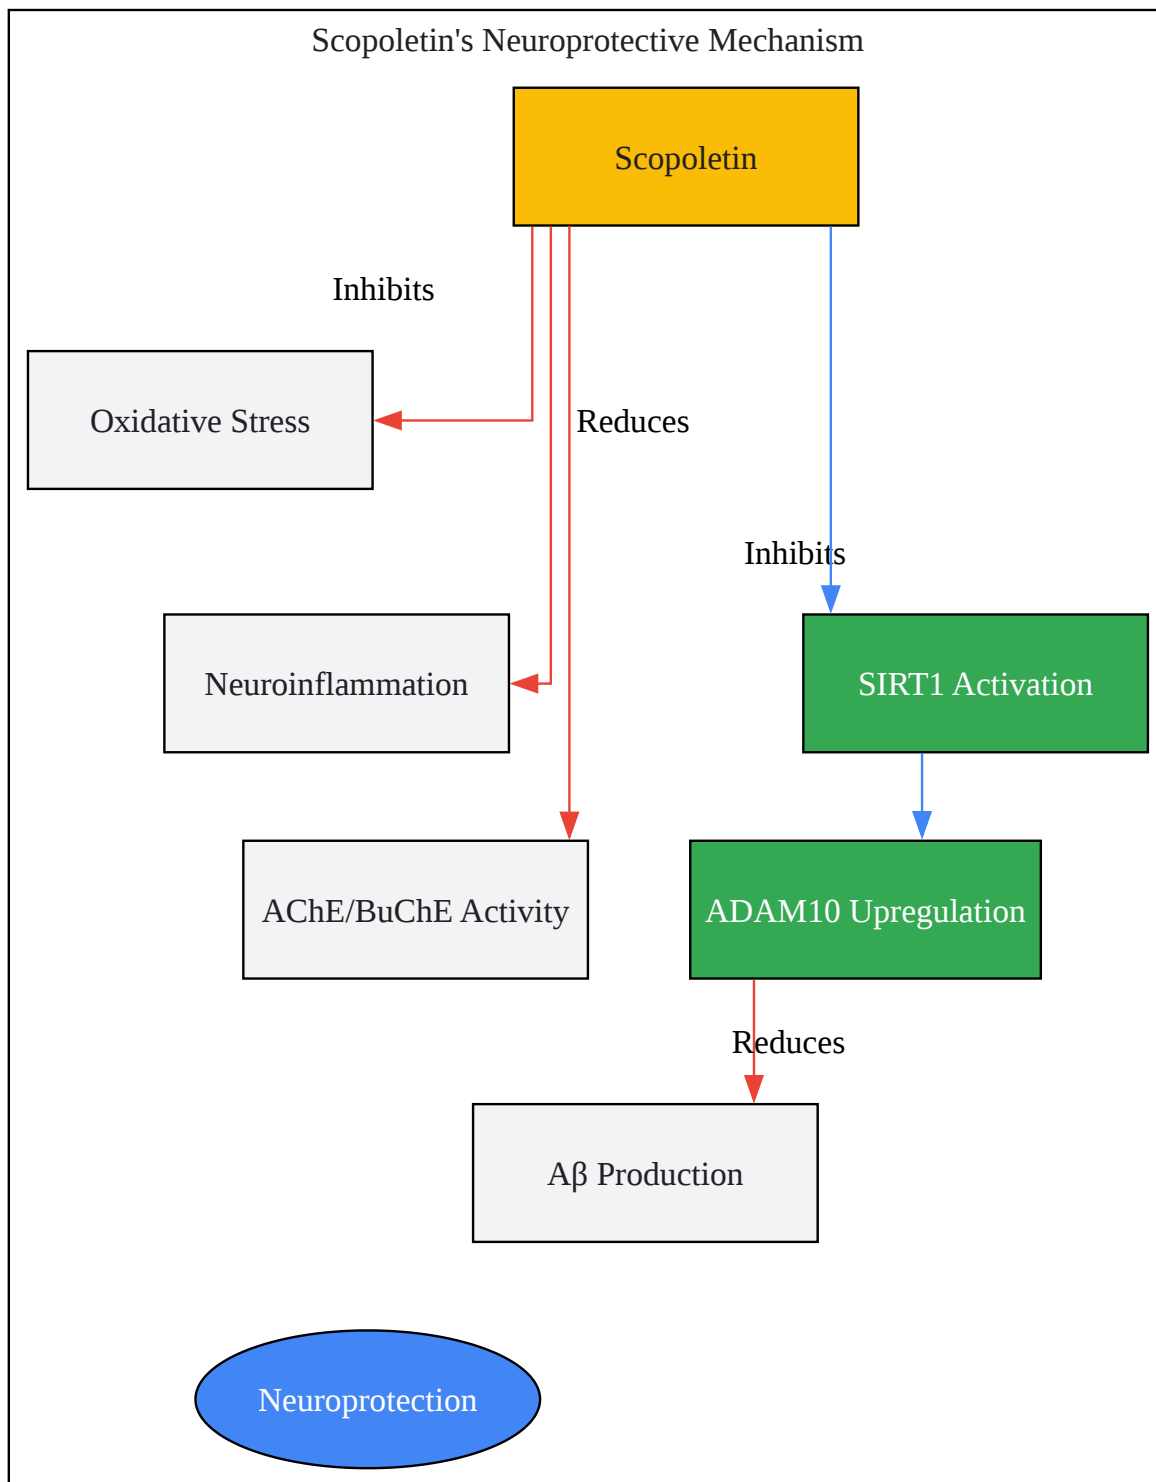 Scopoletin's Neuroprotective Mechanism
Scopoletin
Inhibits
Oxidative Stress
Reduces
Inhibits
Neuroinflammation
SIRT1 Activation
AChE/BuChE Activity
ADAM10 Upregulation
Reduces
Aβ Production
Neuroprotection